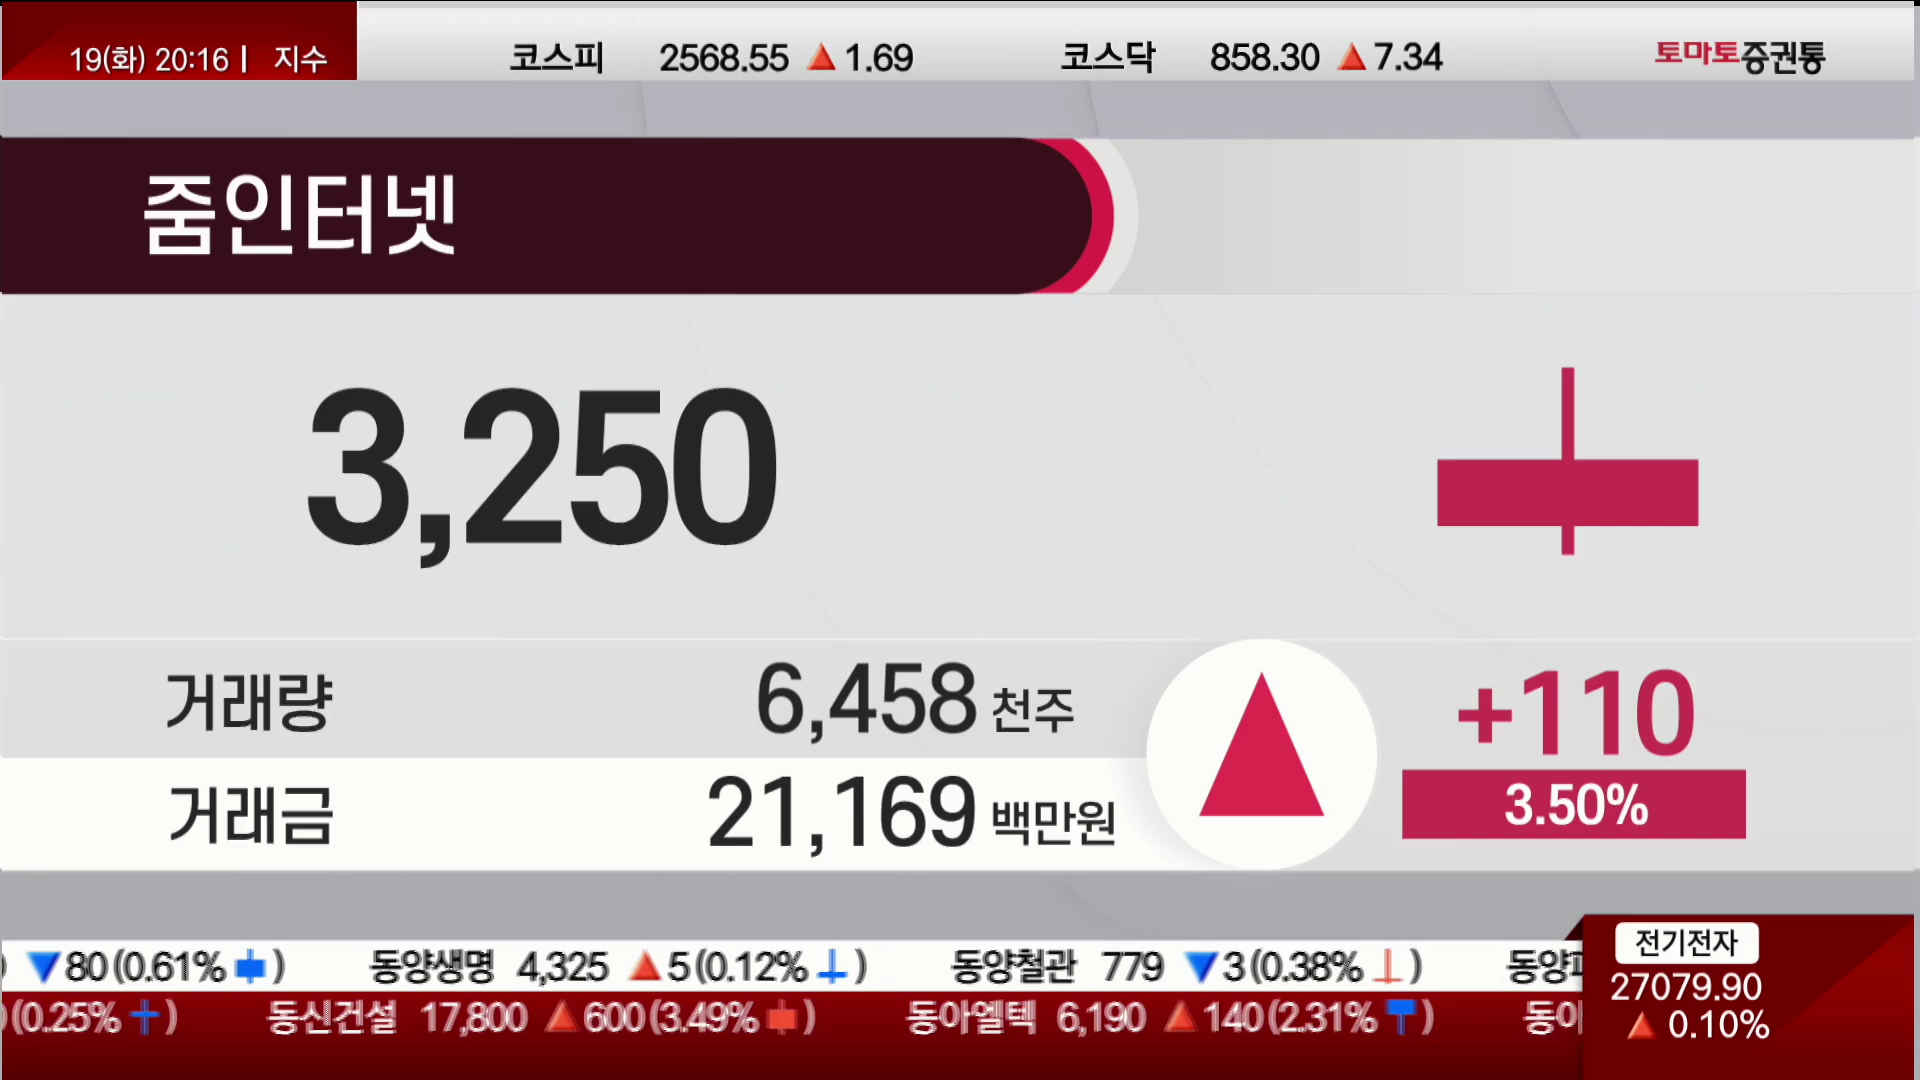 19(화) 20:16 | 지수 코스피 2568.55 ▲1.69 코스닥 858.30 ▲7.34 토마토증권통
줌인터넷
3,250
거래량 6,458 천주
+110
3.50%
거래금 21,169 백만원
) ▼80(0.61% ) 동양생명 4,325 ▲5(0.12% ) 동양철관 779 ▼3(0.38% ) 동양
(0.25% ) 동신건설 17,800 ▲600(3.49% ) 동아엘텍 6,190 ▲140(2.31% ) 동아
전기전자
27079.90
▲ 0.10%